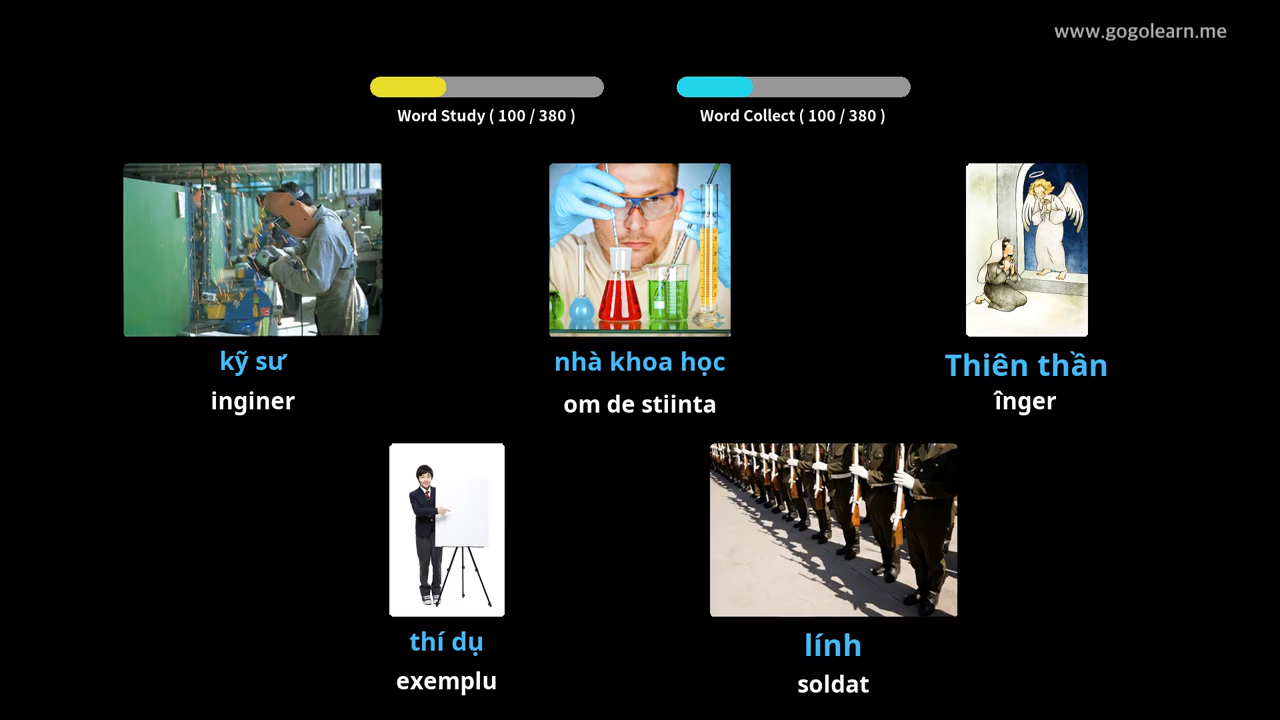 www.gogolearn.me
Word Study ( 100 / 380 )
Word Collect ( 100 / 380 )
kỹ sư
inginer
nhà khoa học
om de stiinta
Thiên thần
înger
thí dụ
exemplu
lính
soldat